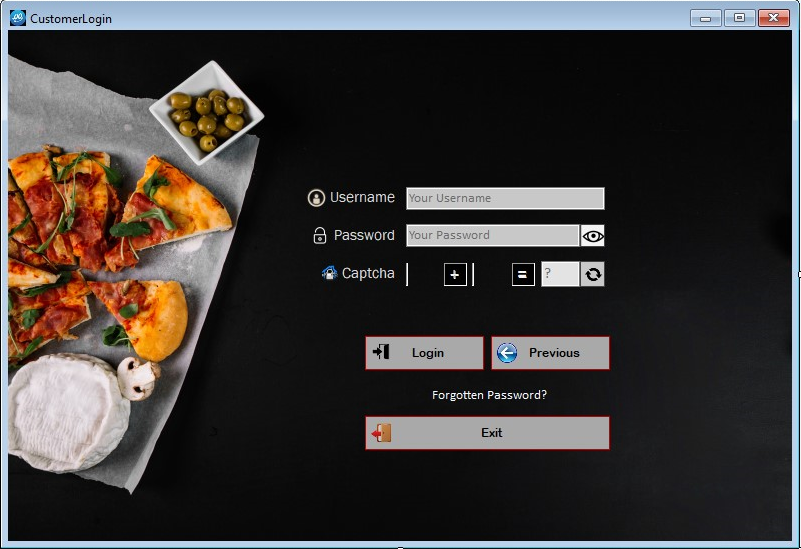 CustomerLogin
Username Your Username
Password Your Password
Captcha + = ?
Login Previous
Forgotten Password?
Exit